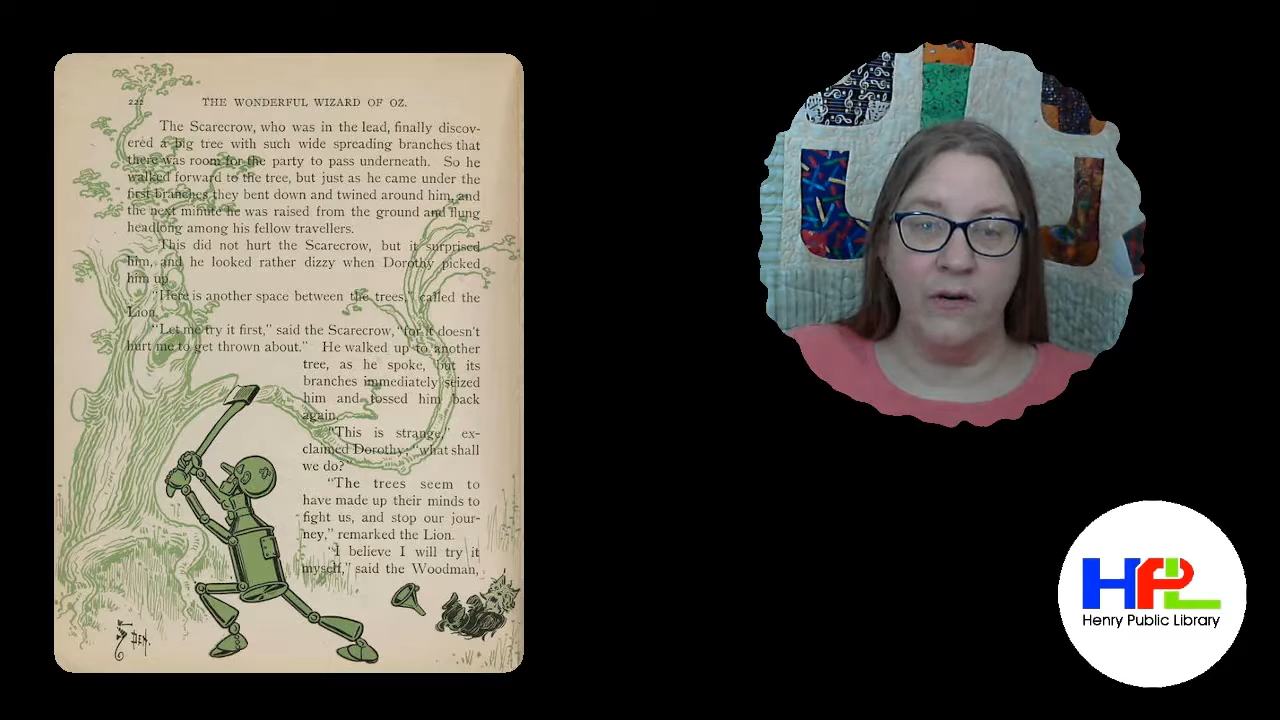 222 THE WONDERFUL WIZARD OF OZ.
The Scarecrow, who was in the lead, finally discov-
ered a big tree with such wide spreading branches that
there was room for the party to pass underneath. So he
walked forward to the tree, but just as he came under the
first branches they bent down and twined around him, and
the next minute he was raised from the ground and flung
headlong among his fellow travellers.
This did not hurt the Scarecrow, but it surprised
him, and he looked rather dizzy when Dorothy picked
him up.
"Here is another space between the trees," called the
Lion.
"Let me try it first," said the Scarecrow, "for it doesn't
hurt me to get thrown about." He walked up to another
tree, as he spoke, but its
branches immediately seized
him and tossed him back
again.
"This is strange," ex-
claimed Dorothy; "what shall
we do?"
"The trees seem to
have made up their minds to
fight us, and stop our jour-
ney," remarked the Lion.
"I believe I will try it
myself," said the Woodman,
DEN.
HPL
Henry Public Library